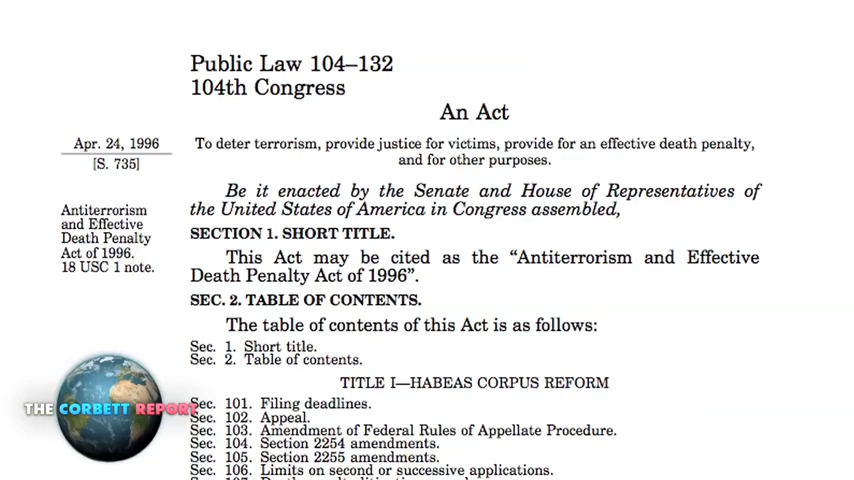 Public Law 104–132
104th Congress
An Act
Apr. 24, 1996
[S. 735]
To deter terrorism, provide justice for victims, provide for an effective death penalty,
and for other purposes.
Be it enacted by the Senate and House of Representatives of
the United States of America in Congress assembled,
Antiterrorism
and Effective
Death Penalty
Act of 1996.
18 USC 1 note.
SECTION 1. SHORT TITLE.
This Act may be cited as the “Antiterrorism and Effective
Death Penalty Act of 1996”.
SEC. 2. TABLE OF CONTENTS.
The table of contents of this Act is as follows:
Sec. 1. Short title.
Sec. 2. Table of contents.
TITLE I—HABEAS CORPUS REFORM
Sec. 101. Filing deadlines.
Sec. 102. Appeal.
Sec. 103. Amendment of Federal Rules of Appellate Procedure.
Sec. 104. Section 2254 amendments.
Sec. 105. Section 2255 amendments.
Sec. 106. Limits on second or successive applications.
THE CORBETT REPORT